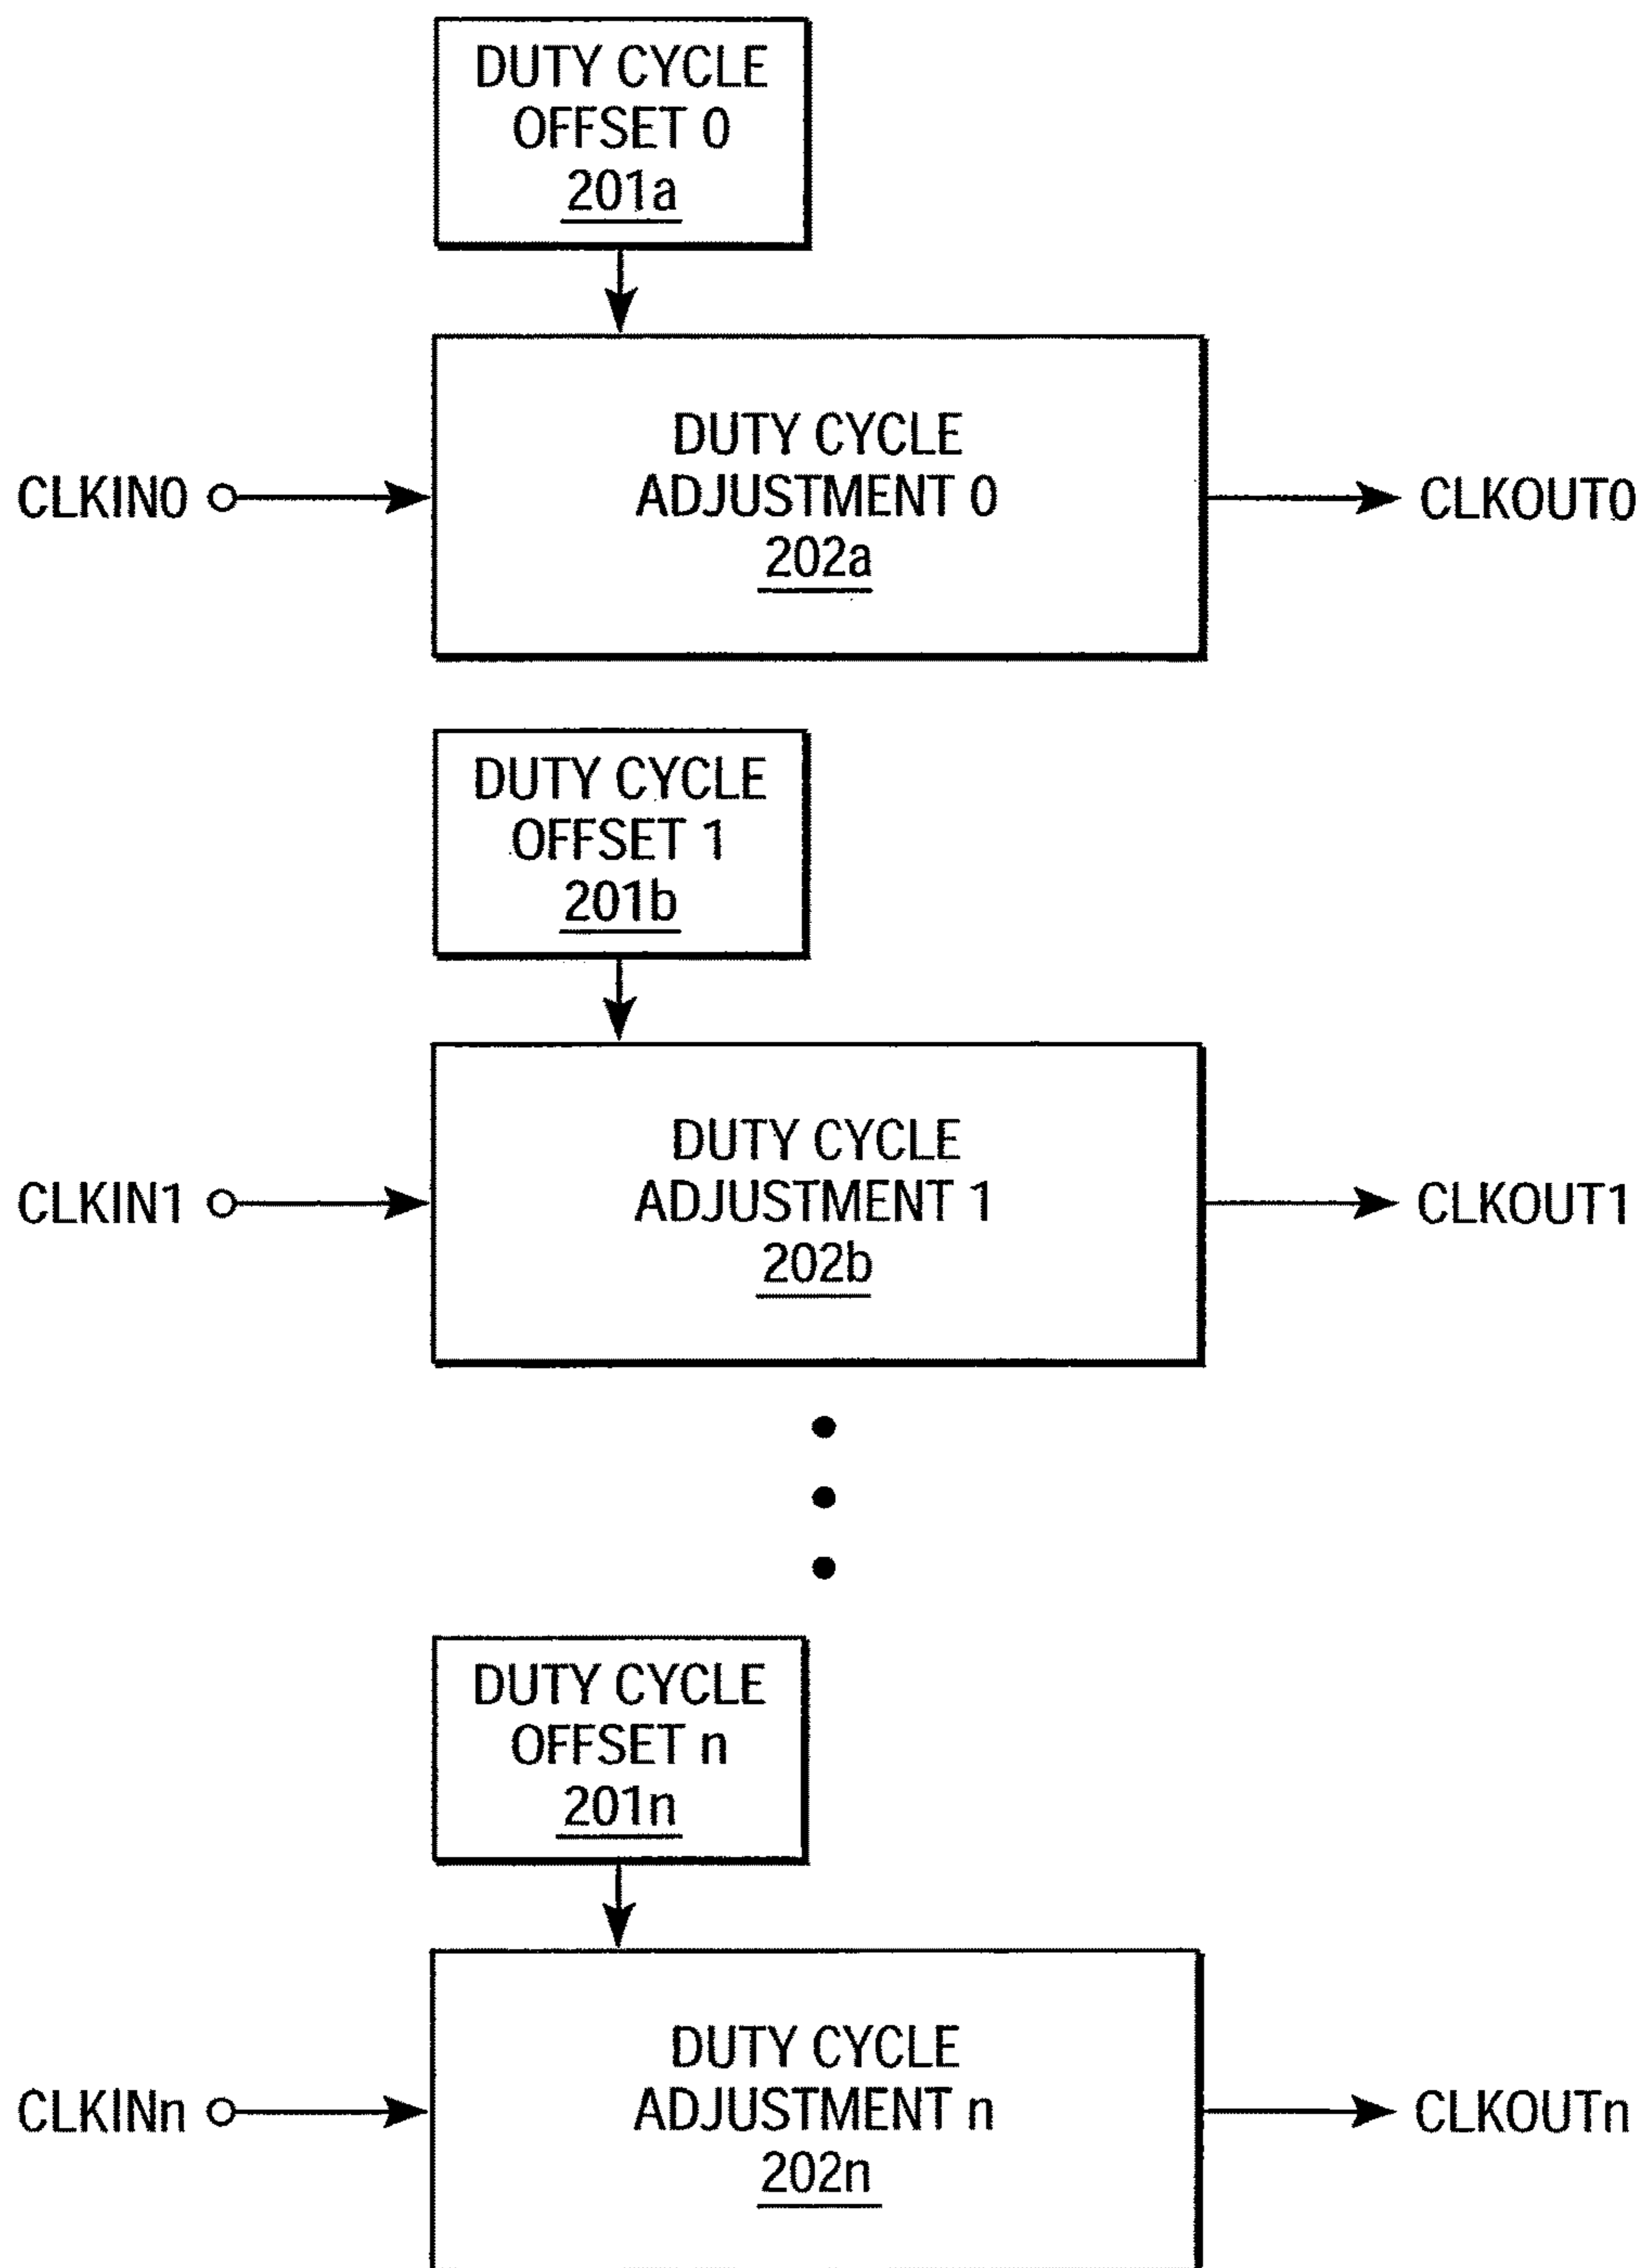 DUTY CYCLE
OFFSET 0
201a
DUTY CYCLE
ADJUSTMENT 0
202a
CLKIN0
CLKOUT0
DUTY CYCLE
OFFSET 1
201b
DUTY CYCLE
ADJUSTMENT 1
202b
CLKIN1
CLKOUT1
DUTY CYCLE
OFFSET n
201n
DUTY CYCLE
ADJUSTMENT n
202n
CLKINn
CLKOUTn